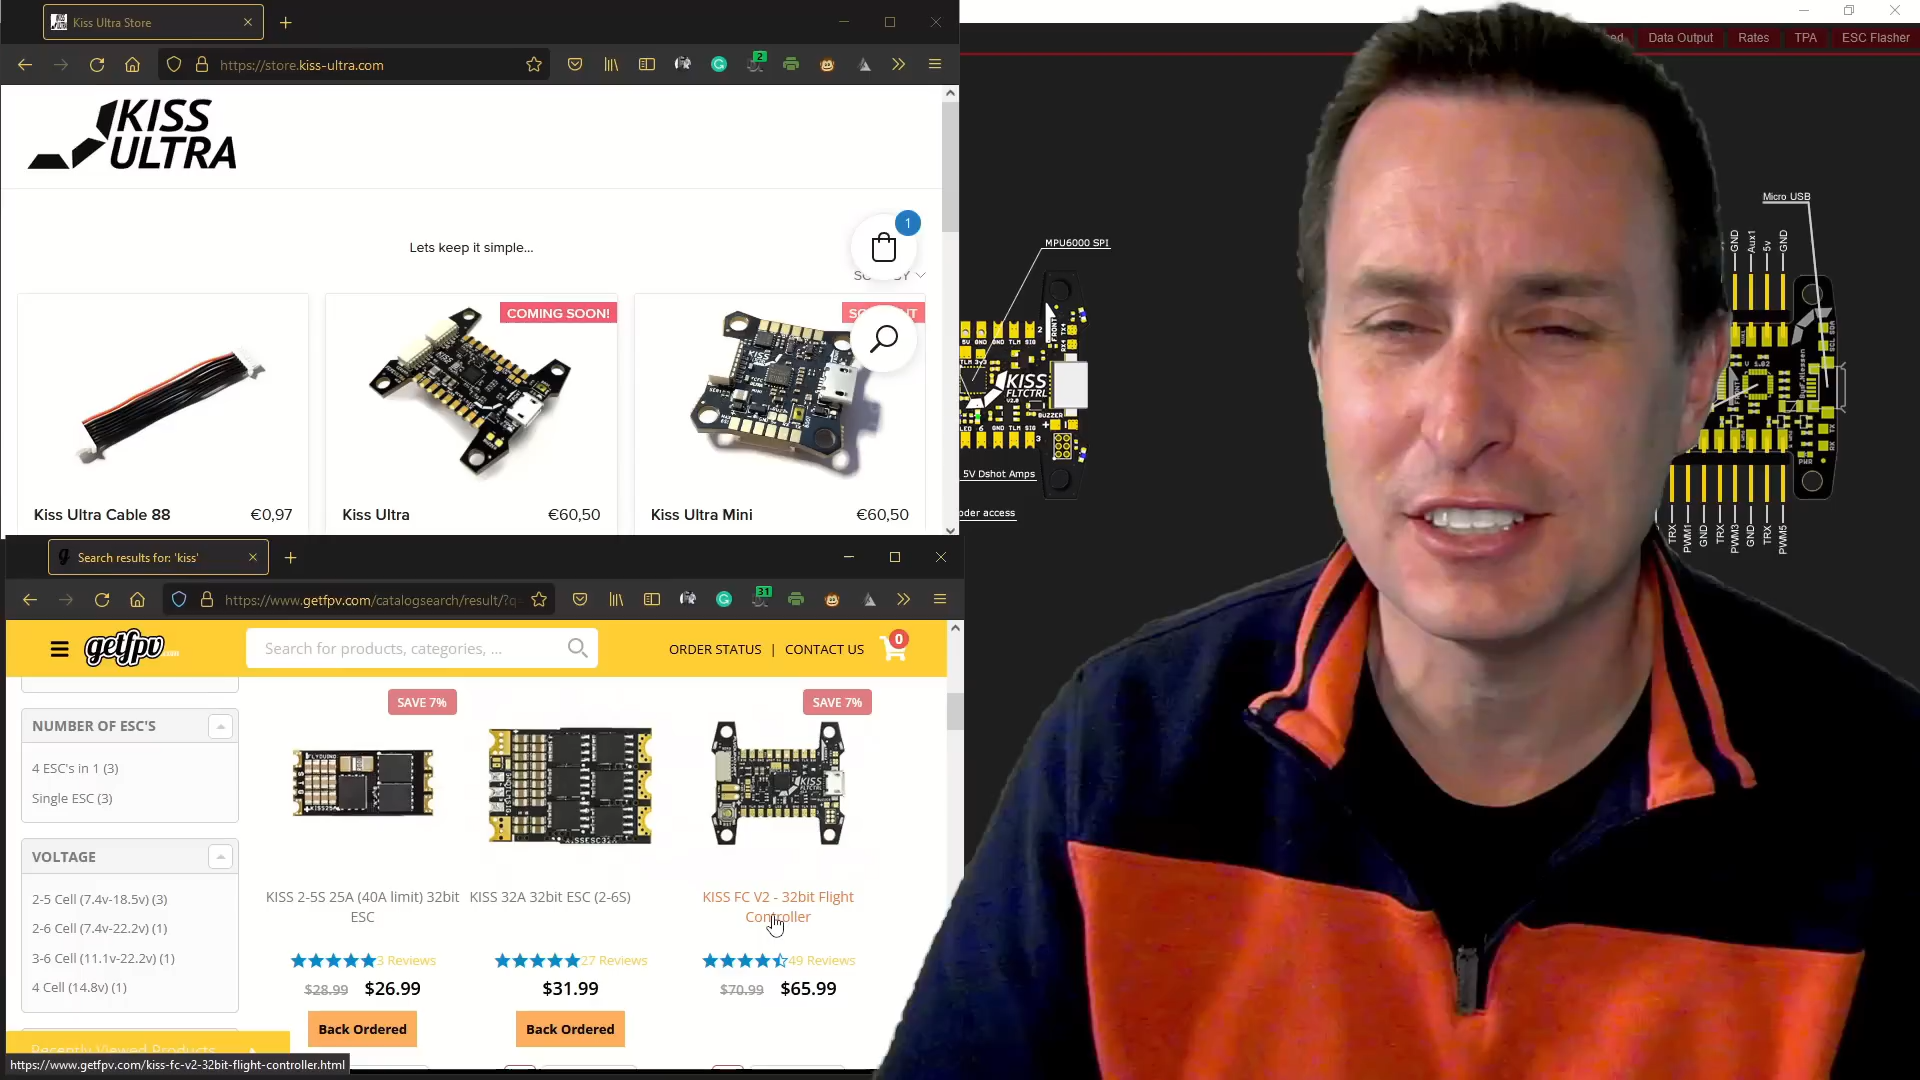 Kiss Ultra Store
https://store.kiss-ultra.com
2
KISS
ULTRA
Lets keep it simple...
1
COMING SOON!
Kiss Ultra Cable 88
€0,97
Kiss Ultra
€60,50
Kiss Ultra Mini
€60,50
Data Output
Rates
TPA
ESC Flasher
MPU6000 SPI
KISS
FLTCTRL
BUZZER
5V Dshot Amps
Micro USB
GND
Aux1
5v
GND
TRX
PWM1
GND
TRX
PWM3
GND
TRX
PWM5
Search results for: 'kiss'
https://www.getfpv.com/catalogsearch/result/?q=
31
getfpv
.com
Search for products, categories, ...
ORDER STATUS | CONTACT US
0
NUMBER OF ESC'S
4 ESC's in 1 (3)
Single ESC (3)
VOLTAGE
2-5 Cell (7.4v-18.5v) (3)
2-6 Cell (7.4v-22.2v) (1)
3-6 Cell (11.1v-22.2v) (1)
4 Cell (14.8v) (1)
Recently Viewed Products
SAVE 7%
KISS 2-5S 25A (40A limit) 32bit
ESC
3 Reviews
$28.99 $26.99
Back Ordered
KISS 32A 32bit ESC (2-6S)
27 Reviews
$31.99
Back Ordered
SAVE 7%
KISS FC V2 - 32bit Flight
Controller
49 Reviews
$70.99 $65.99
https://www.getfpv.com/kiss-fc-v2-32bit-flight-controller.html